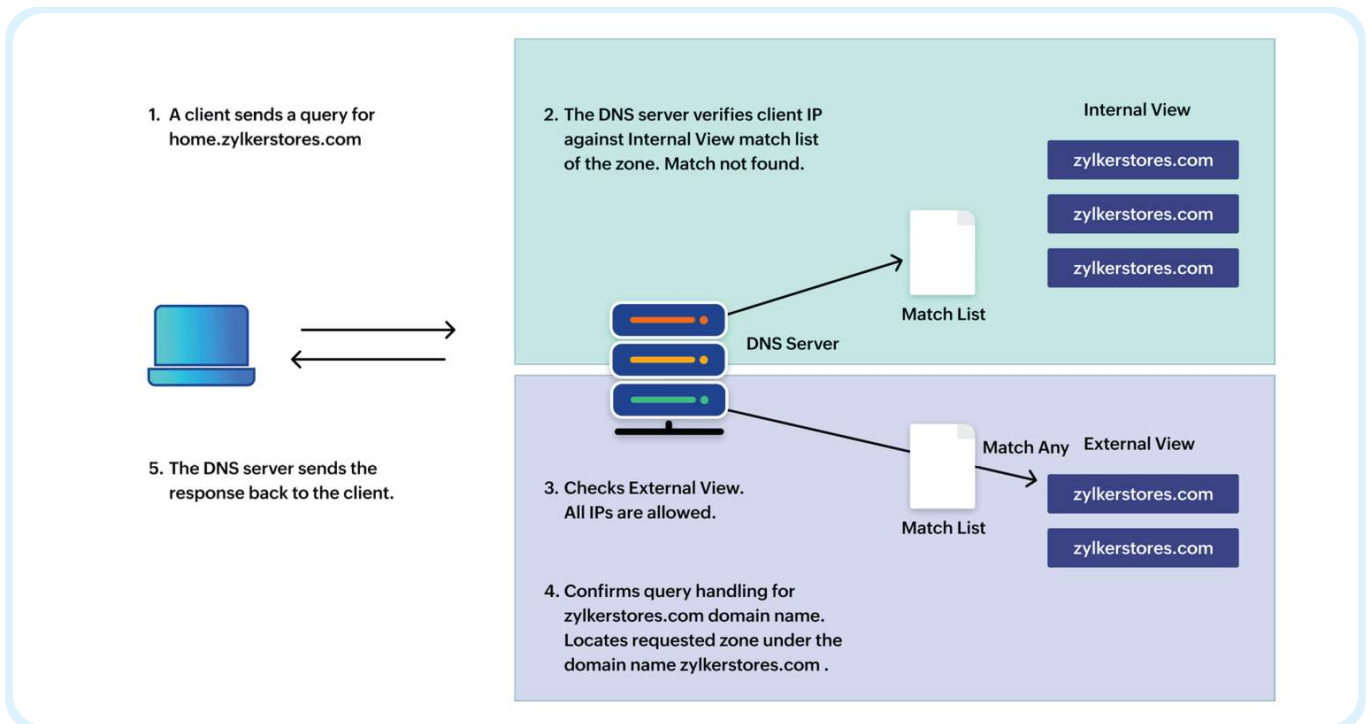 1. A client sends a query for
home.zylkerstores.com
2. The DNS server verifies client IP
against Internal View match list
of the zone. Match not found.
Internal View
zylkerstores.com
zylkerstores.com
zylkerstores.com
Match List
DNS Server
5. The DNS server sends the
response back to the client.
3. Checks External View.
All IPs are allowed.
Match Any
External View
zylkerstores.com
zylkerstores.com
Match List
4. Confirms query handling for
zylkerstores.com domain name.
Locates requested zone under the
domain name zylkerstores.com .